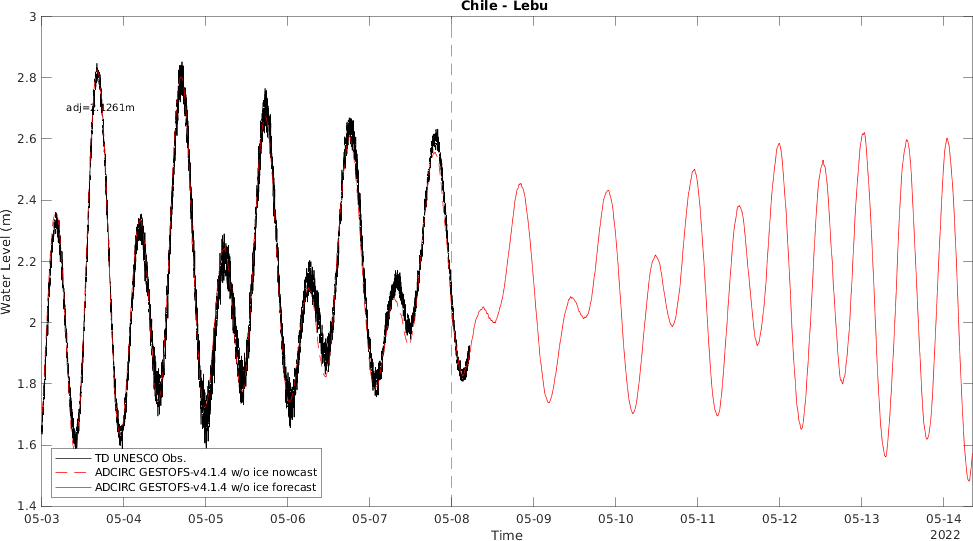 Chile - Lebu
3
2.8
2.6
2.4
2.2
2
1.8
1.6
1.4
Water Level (m)
adj=2.1261m
TD UNESCO Obs.
ADCIRC GESTOFS-v4.1.4 w/o ice nowcast
ADCIRC GESTOFS-v4.1.4 w/o ice forecast
05-03 05-04 05-05 05-06 05-07 05-08 05-09 05-10 05-11 05-12 05-13 05-14
Time
2022